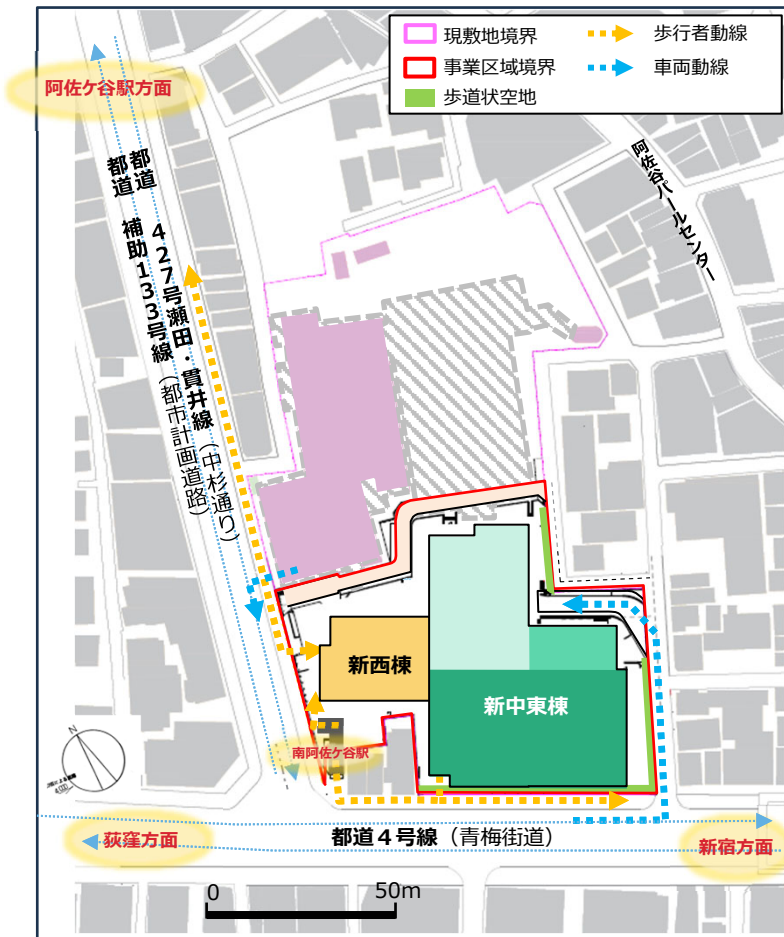 現敷地境界
歩行者動線
事業区域境界
車両動線
歩道状空地
阿佐ケ谷駅方面
都道 427号瀬田・貫井線（中杉通り）
都道 補助133号線（都市計画道路）
阿佐谷パールセンター
新西棟
新中東棟
南阿佐ケ谷駅
N
荻窪方面
都道４号線（青梅街道）
新宿方面
0
50m